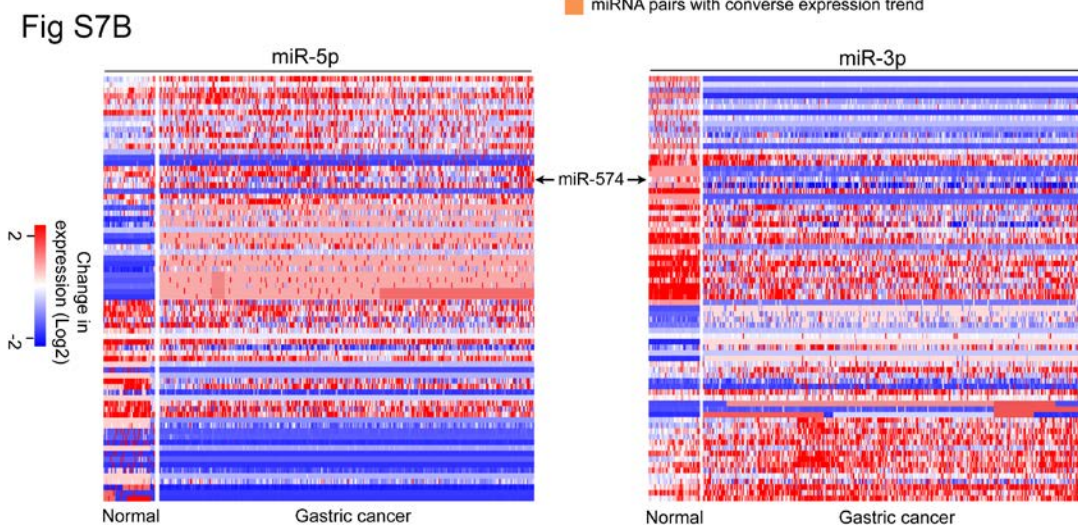 miRNA pairs with converse expression trend
Fig S7B
miR-5p
miR-3p
miR-574
2
-2
Change in
expression (Log2)
Normal
Gastric cancer
Normal
Gastric cancer